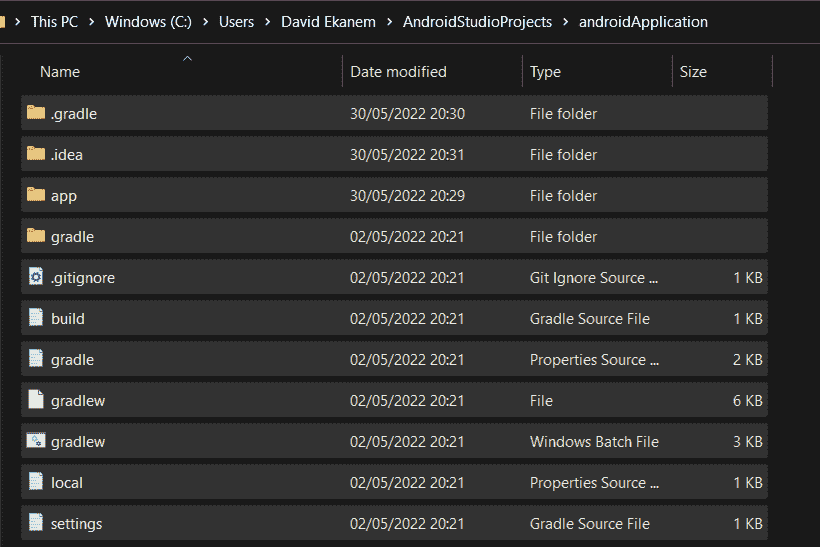 This PC > Windows (C:) > Users > David Ekanem > AndroidStudioProjects > androidApplication
Name Date modified Type Size
.gradle 30/05/2022 20:30 File folder
.idea 30/05/2022 20:31 File folder
app 30/05/2022 20:29 File folder
gradle 02/05/2022 20:21 File folder
.gitignore 02/05/2022 20:21 Git Ignore Source ... 1 KB
build 02/05/2022 20:21 Gradle Source File 1 KB
gradle 02/05/2022 20:21 Properties Source ... 2 KB
gradlew 02/05/2022 20:21 File 6 KB
gradlew 02/05/2022 20:21 Windows Batch File 3 KB
local 02/05/2022 20:21 Properties Source ... 1 KB
settings 02/05/2022 20:21 Gradle Source File 1 KB